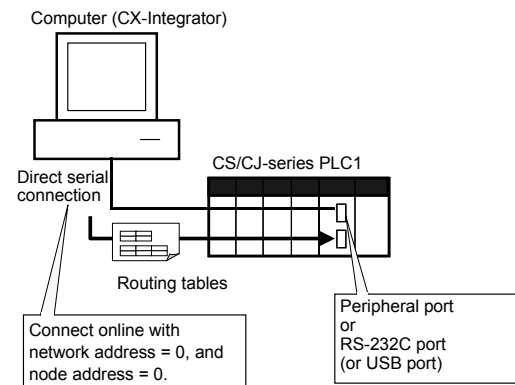 Computer (CX-Integrator)
CS/CJ-series PLC1
Direct serial
connection
Routing tables
Connect online with
network address = 0, and
node address = 0.
Peripheral port
or
RS-232C port
(or USB port)